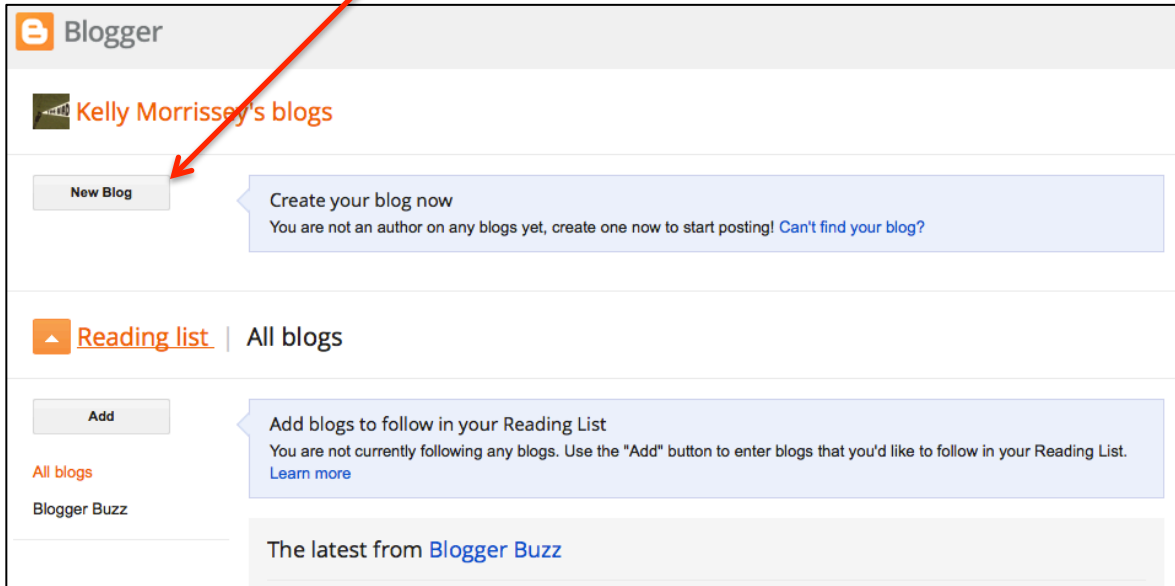 Blogger
Kelly Morrissey's blogs
New Blog
Create your blog now
You are not an author on any blogs yet, create one now to start posting! Can't find your blog?
Reading list | All blogs
Add
Add blogs to follow in your Reading List
You are not currently following any blogs. Use the "Add" button to enter blogs that you'd like to follow in your Reading List.
Learn more
All blogs
Blogger Buzz
The latest from Blogger Buzz